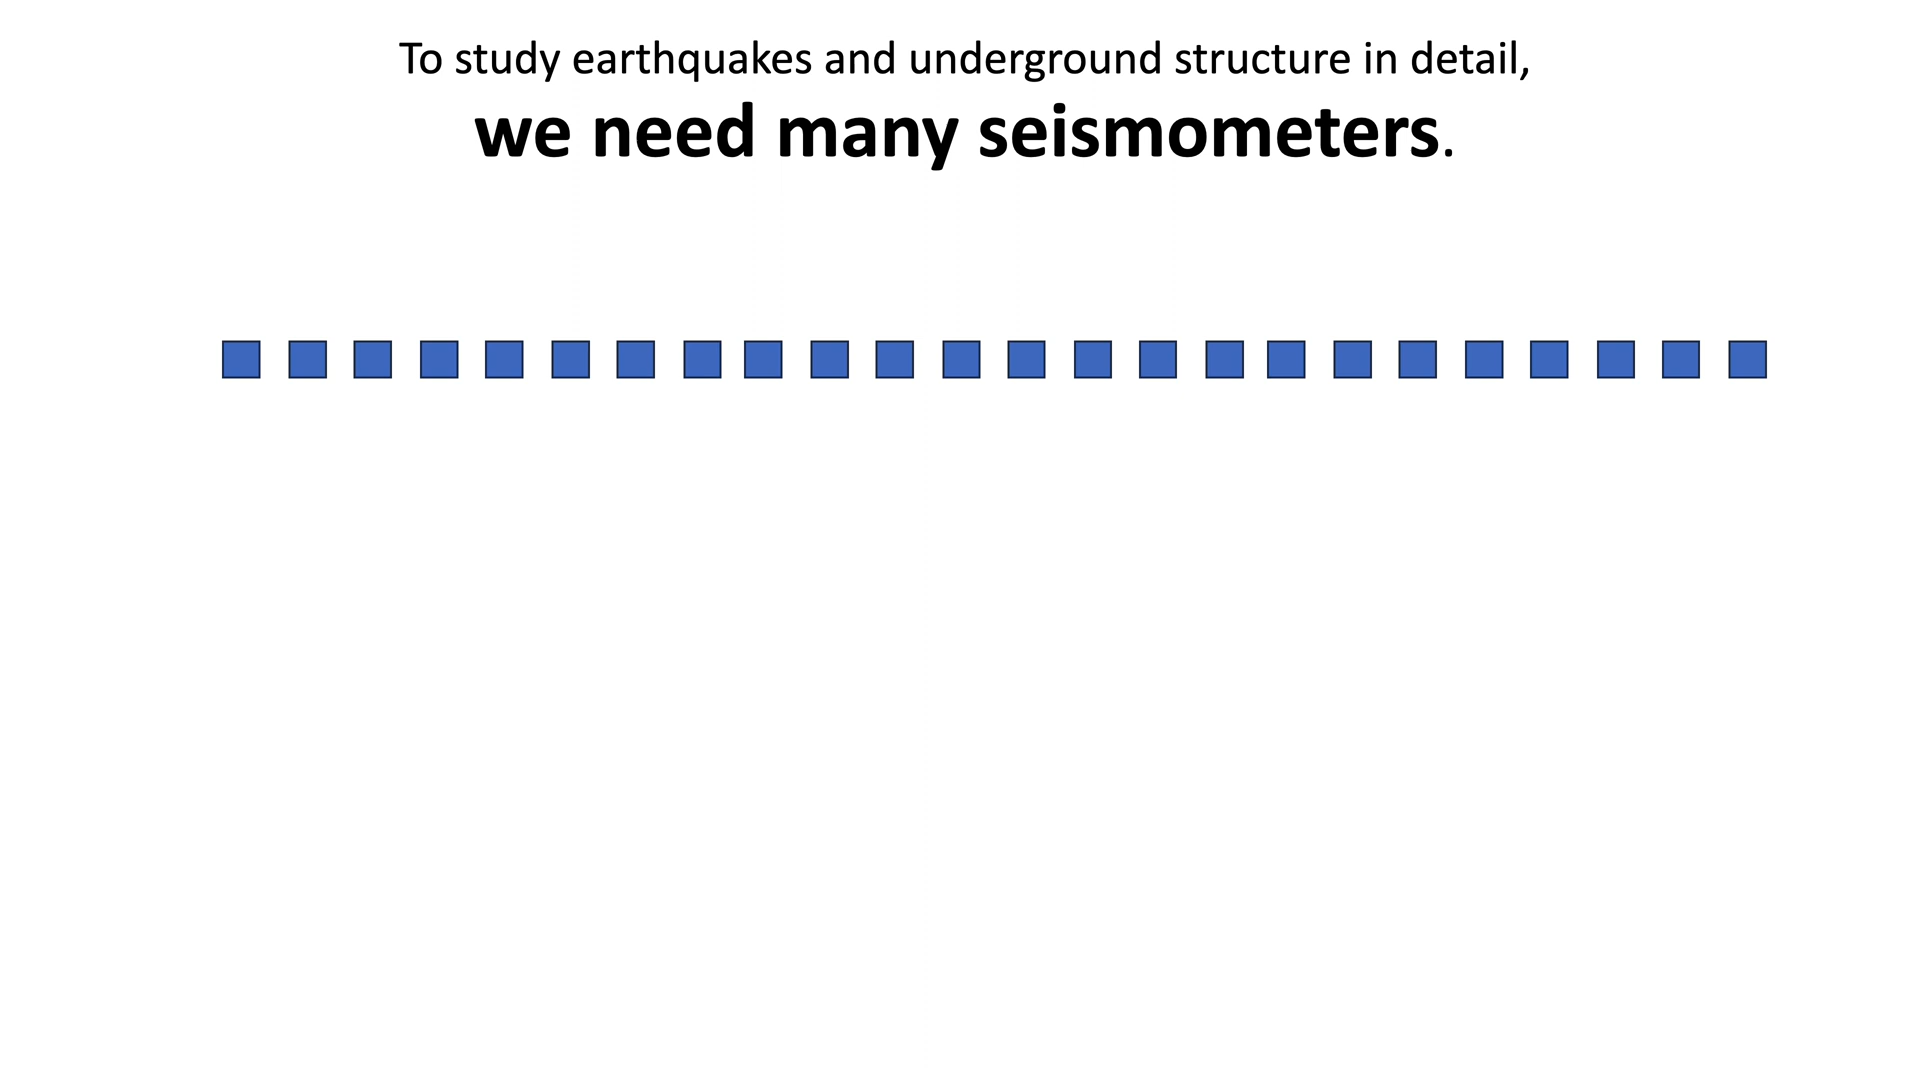 To study earthquakes and underground structure in detail,
we need many seismometers.